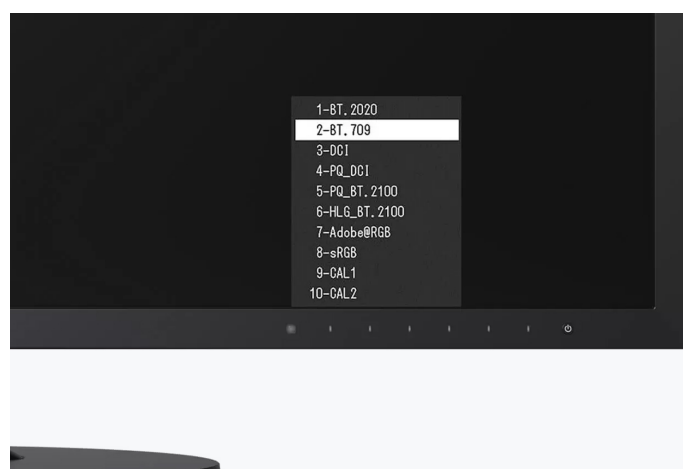 1-BT.2020
2-BT.709
3-DCI
4-PQ_DCI
5-PQ_BT.2100
6-HLG_BT.2100
7-Adobe®RGB
8-sRGB
9-CAL1
10-CAL2